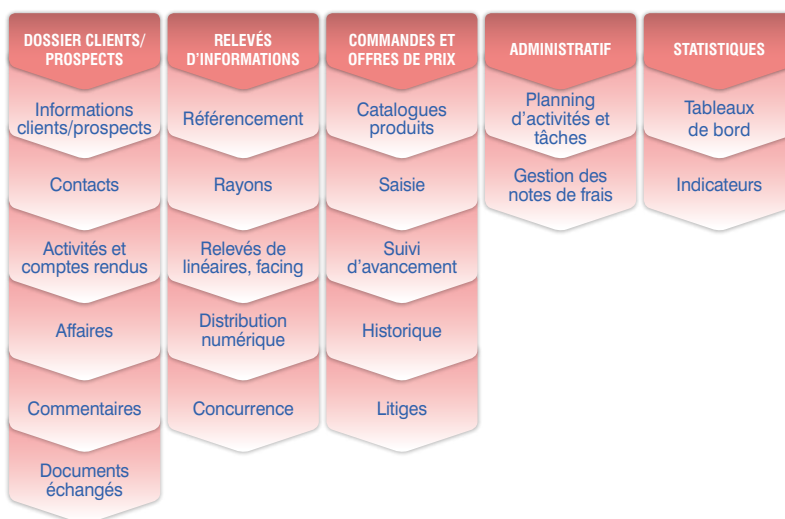 DOSSIER CLIENTS/
PROSPECTS
Informations
clients/prospects
Contacts
Activités et
comptes rendus
Affaires
Commentaires
Documents
échangés
RELEVÉS
D'INFORMATIONS
Référencement
Rayons
Relevés de
linéaires, facing
Distribution
numérique
Concurrence
COMMANDES ET
OFFRES DE PRIX
Catalogues
produits
Saisie
Suivi
d'avancement
Historique
Litiges
ADMINISTRATIF
Planning
d'activités et
tâches
Gestion des
notes de frais
STATISTIQUES
Tableaux
de bord
Indicateurs